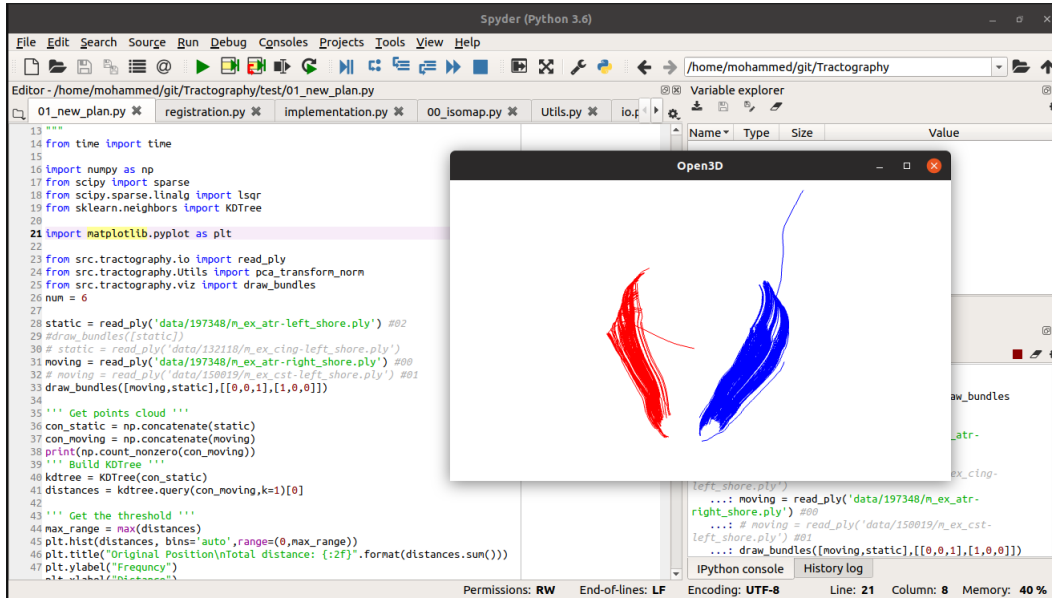 Spyder (Python 3.6)
File Edit Search Source Run Debug Consoles Projects Tools View Help
/home/mohammed/git/Tractography
Editor - /home/mohammed/git/Tractography/test/01_new_plan.py
Variable explorer
01_new_plan.py registration.py implementation.py 00_isomap.py Utils.py io.p
Name Type Size Value
13 """
14 from time import time
15
16 import numpy as np
17 from scipy import sparse
18 from scipy.sparse.linalg import lsqr
19 from sklearn.neighbors import KDTree
20
21 import matplotlib.pyplot as plt
22
23 from src.tractography.io import read_ply
24 from src.tractography.Utils import pca_transform_norm
25 from src.tractography.viz import draw_bundles
26 num = 6
27
28 static = read_ply('data/197348/m_ex_atr-left_shore.ply') #02
29 #draw_bundles([static])
30 # static = read_ply('data/132118/m_ex_cing-left_shore.ply')
31 moving = read_ply('data/197348/m_ex_atr-right_shore.ply') #00
32 # moving = read_ply('data/150019/m_ex_cst-left_shore.ply') #01
33 draw_bundles([moving,static],[[0,0,1],[1,0,0]])
34
35 ''' Get points cloud '''
36 con_static = np.concatenate(static)
37 con_moving = np.concatenate(moving)
38 print(np.count_nonzero(con_moving))
39 ''' Build KDTree '''
40 kdtree = KDTree(con_static)
41 distances = kdtree.query(con_moving,k=1)[0]
42
43 ''' Get the threshold '''
44 max_range = max(distances)
45 plt.hist(distances, bins='auto',range=(0,max_range))
46 plt.title("Original Position\nTotal distance: {:2f}".format(distances.sum()))
47 plt.ylabel("Frequncy")
plt.xlabel("Distance")
Open3D
aw_bundles
_atr-
ex_cing-
left_shore.ply')
...: moving = read_ply('data/197348/m_ex_atr-
right_shore.ply') #00
...: # moving = read_ply('data/150019/m_ex_cst-
left_shore.ply') #01
...: draw_bundles([moving,static],[[0,0,1],[1,0,0]])
IPython console History log
Permissions: RW End-of-lines: LF Encoding: UTF-8 Line: 21 Column: 8 Memory: 40 %